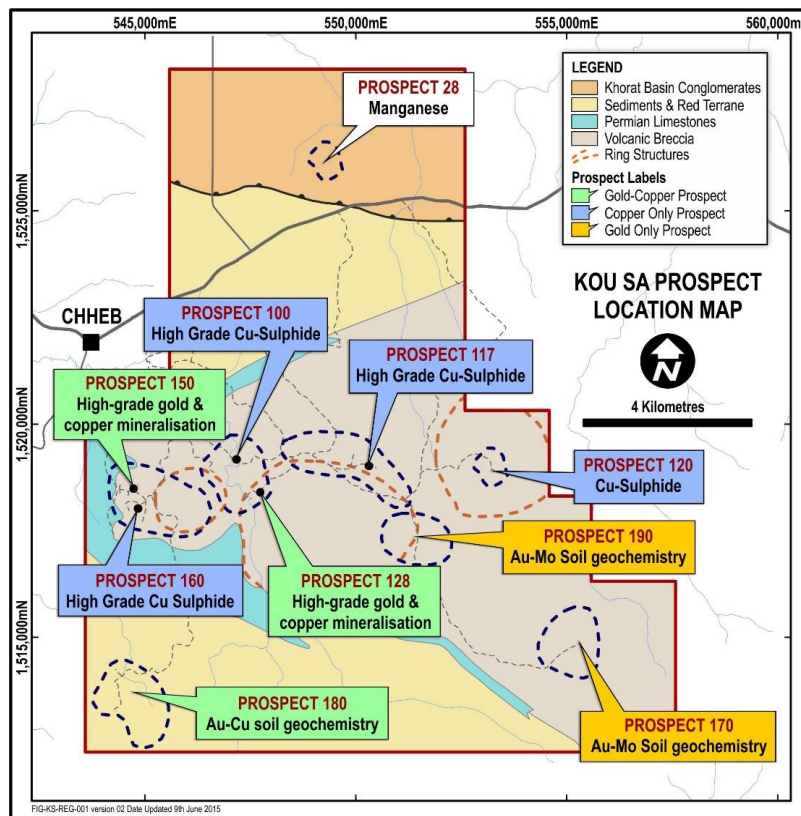 545,000mE
550,000mE
555,000mE
560,000mE
PROSPECT 28
Manganese
LEGEND
Khorat Basin Conglomerates
Sediments & Red Terrane
Permian Limestones
Volcanic Breccia
Ring Structures
Prospect Labels
Gold-Copper Prospect
Copper Only Prospect
Gold Only Prospect
1,525,000mN
KOU SA PROSPECT
LOCATION MAP
N
4 Kilometres
CHHEB
PROSPECT 100
High Grade Cu-Sulphide
PROSPECT 117
High Grade Cu-Sulphide
PROSPECT 150
High-grade gold &
copper mineralisation
1,520,000mN
PROSPECT 120
Cu-Sulphide
PROSPECT 190
Au-Mo Soil geochemistry
PROSPECT 160
High Grade Cu Sulphide
PROSPECT 128
High-grade gold &
copper mineralisation
1,515,000mN
PROSPECT 180
Au-Cu soil geochemistry
PROSPECT 170
Au-Mo Soil geochemistry
FIG-KS-REG-001 version 02 Date Updated 9th June 2015